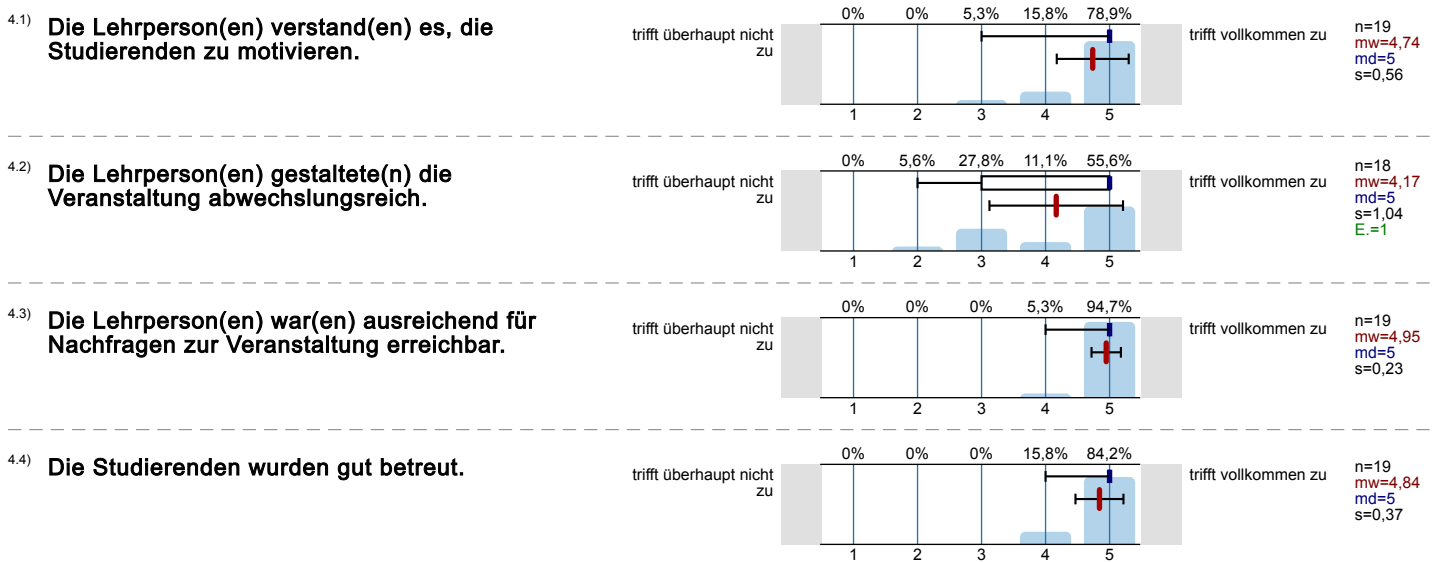 4.1)
Die Lehrperson(en) verstand(en) es, die
Studierenden zu motivieren.
trifft überhaupt nicht
zu
0% 0% 5,3% 15,8% 78,9%
1 2 3 4 5
trifft vollkommen zu
n=19
mw=4,74
md=5
s=0,56
4.2)
Die Lehrperson(en) gestaltete(n) die
Veranstaltung abwechslungsreich.
trifft überhaupt nicht
zu
0% 5,6% 27,8% 11,1% 55,6%
1 2 3 4 5
trifft vollkommen zu
n=18
mw=4,17
md=5
s=1,04
E.=1
4.3)
Die Lehrperson(en) war(en) ausreichend für
Nachfragen zur Veranstaltung erreichbar.
trifft überhaupt nicht
zu
0% 0% 0% 5,3% 94,7%
1 2 3 4 5
trifft vollkommen zu
n=19
mw=4,95
md=5
s=0,23
4.4)
Die Studierenden wurden gut betreut.
trifft überhaupt nicht
zu
0% 0% 0% 15,8% 84,2%
1 2 3 4 5
trifft vollkommen zu
n=19
mw=4,84
md=5
s=0,37